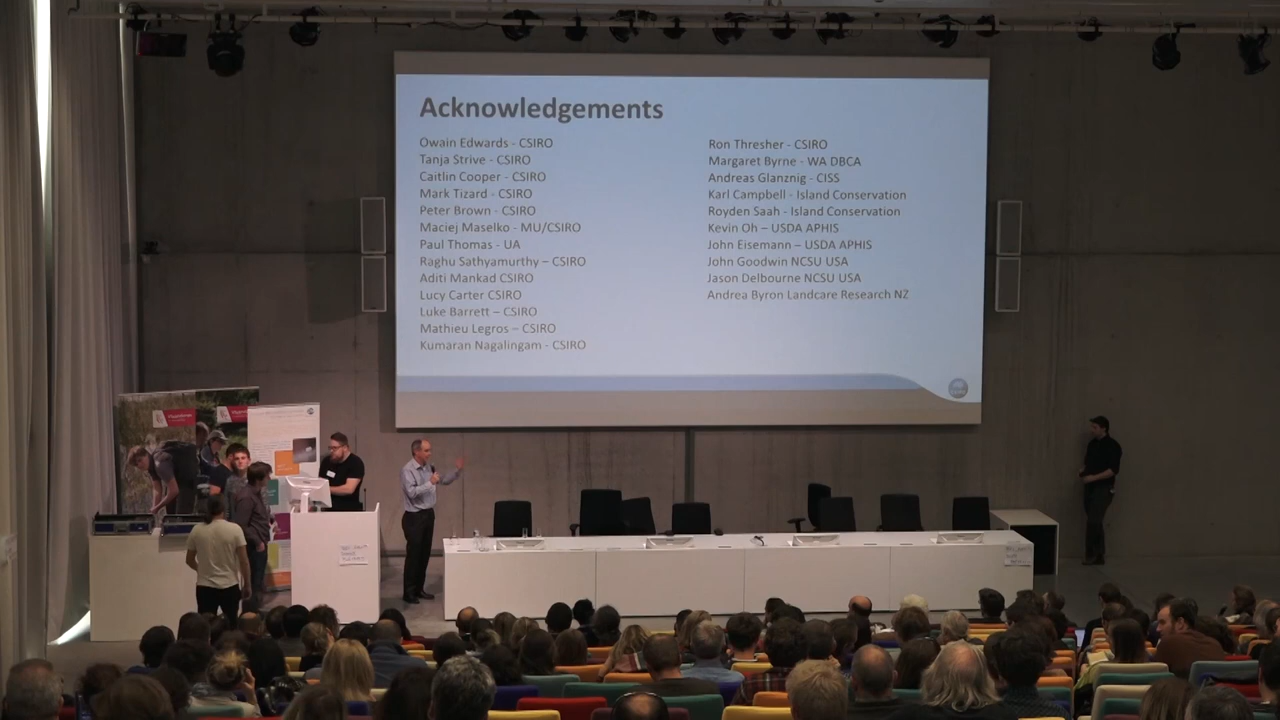 Acknowledgements
Owain Edwards - CSIRO
Tanja Strive - CSIRO
Caitlin Cooper - CSIRO
Mark Tizard - CSIRO
Peter Brown - CSIRO
Maciej Maselko - MU/CSIRO
Paul Thomas - UA
Raghu Sathyamurthy – CSIRO
Aditi Mankad CSIRO
Lucy Carter CSIRO
Luke Barrett – CSIRO
Mathieu Legros - CSIRO
Kumaran Nagalingam - CSIRO
Ron Thresher - CSIRO
Margaret Byrne - WA DBCA
Andreas Glanznig - CISS
Karl Campbell - Island Conservation
Royden Saah - Island Conservation
Kevin Oh – USDA APHIS
John Eisemann – USDA APHIS
John Goodwin NCSU USA
Jason Delbourne NCSU USA
Andrea Byron Landcare Research NZ